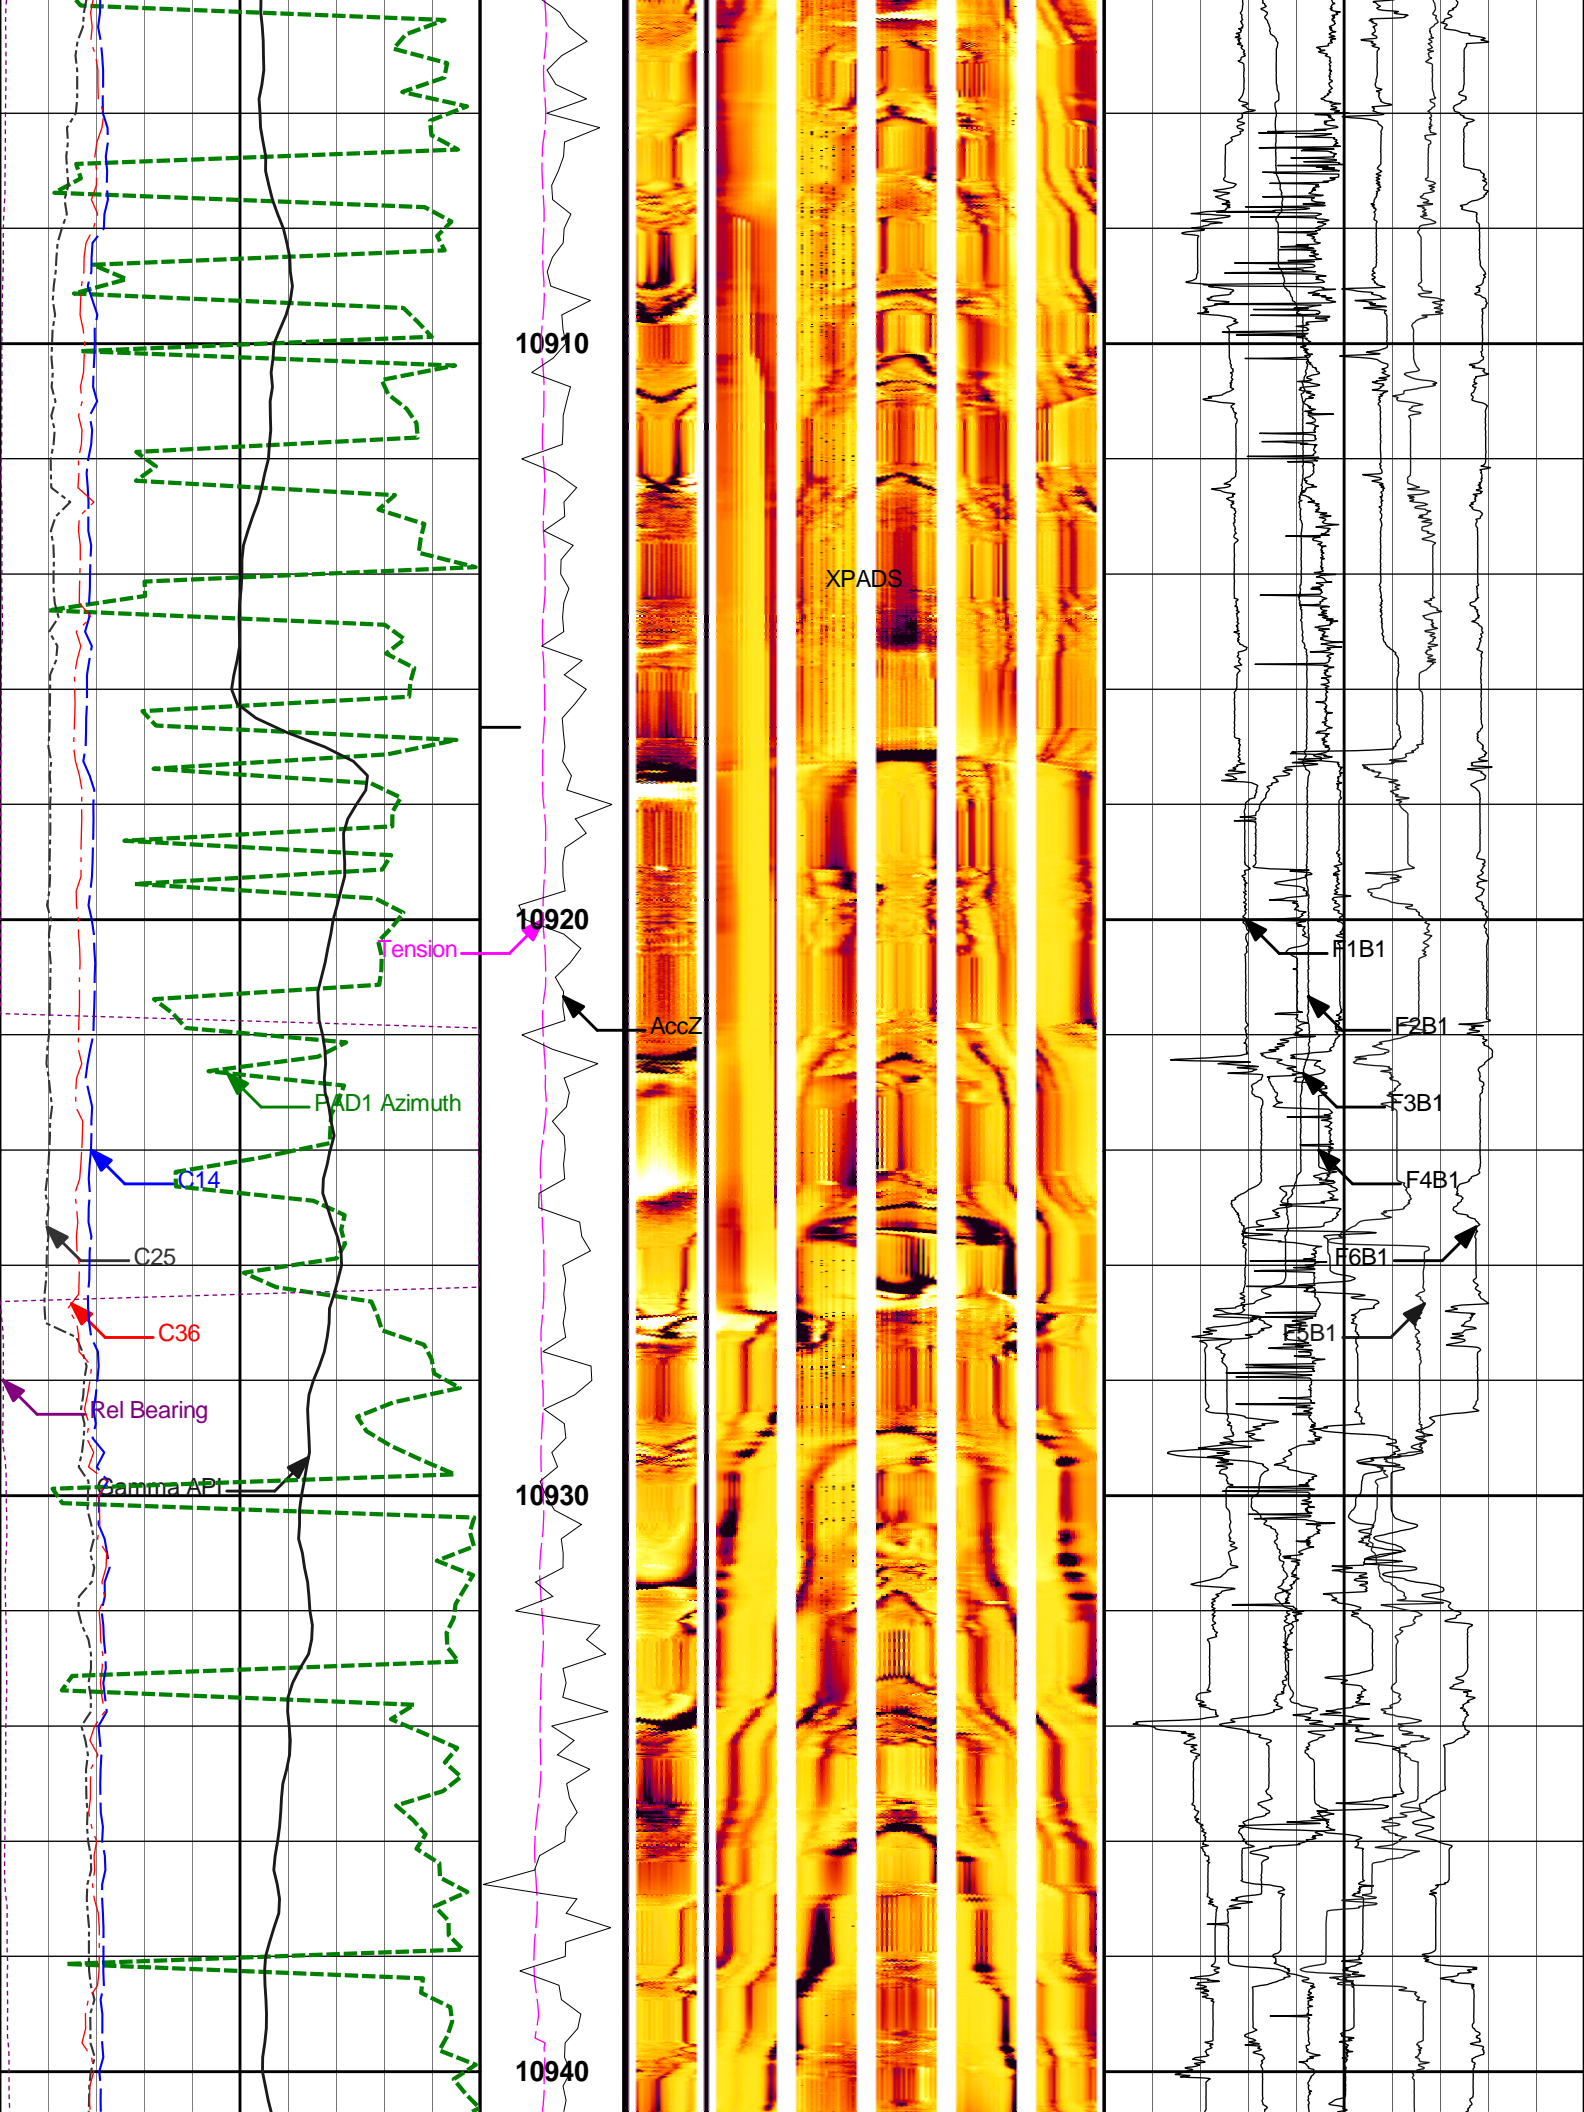 10910
XPADS
10920
Tension
F1B1
AccZ
F2B1
PAD1 Azimuth
F3B1
C14
F4B1
C25
F6B1
C36
F5B1
Rel Bearing
Gamma API
10930
10940